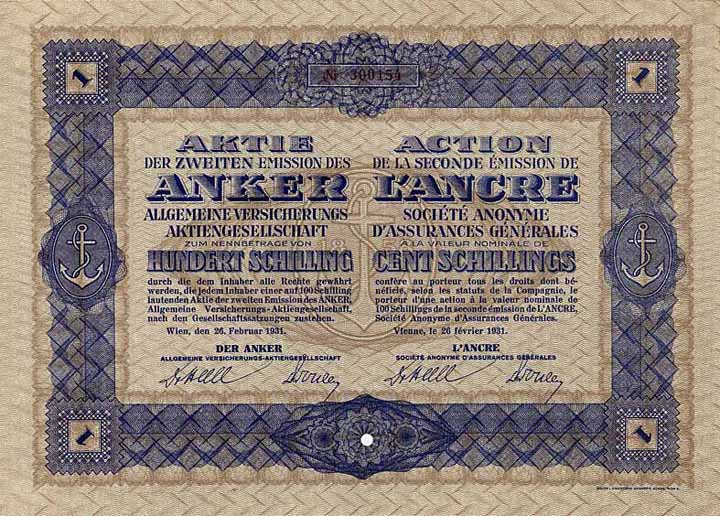 1
№ 300154
1
AKTIE
DER ZWEITEN EMISSION DES
ANKER
ALLGEMEINE VERSICHERUNGS
AKTIENGESELLSCHAFT
ZUM NENNBETRAGE VON
HUNDERT SCHILLING
durch die dem Inhaber alle Rechte gewährt
werden, die jedem Inhaber einer auf 100 Schilling
lautenden Aktie der zweiten Emission des ANKER,
Allgemeine Versicherungs-Aktiengesellschaft,
nach den Gesellschaftssatzungen zustehen.
Wien, den 26. Februar 1931.
DER ANKER
ALLGEMEINE VERSICHERUNGS-AKTIENGESELLSCHAFT
ACTION
DE LA SECONDE ÉMISSION DE
L'ANCRE
SOCIÉTÉ ANONYME
D'ASSURANCES GÉNÉRALES
A LA VALEUR NOMINALE DE
CENT SCHILLINGS
confère au porteur tous les droits dont bé-
néficie, selon les statuts de la Compagnie, le
porteur d'une action à la valeur nominale de
100 Schillings de la seconde émission de L'ANCRE,
Société Anonyme d'Assurances Générales.
Vienne, le 26 février 1931.
L'ANCRE
SOCIÉTÉ ANONYME D'ASSURANCES GÉNÉRALES
1
1